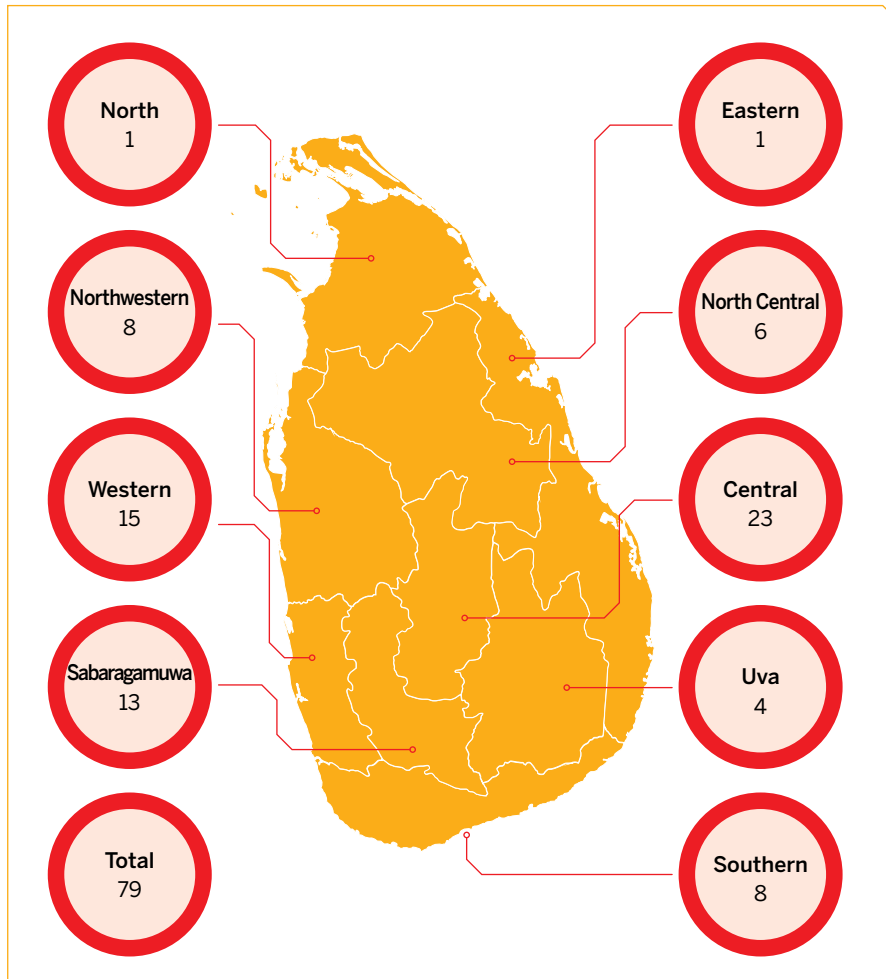 North
1
Eastern
1
Northwestern
8
North Central
6
Western
15
Central
23
Sabaragamuwa
13
Uva
4
Total
79
Southern
8